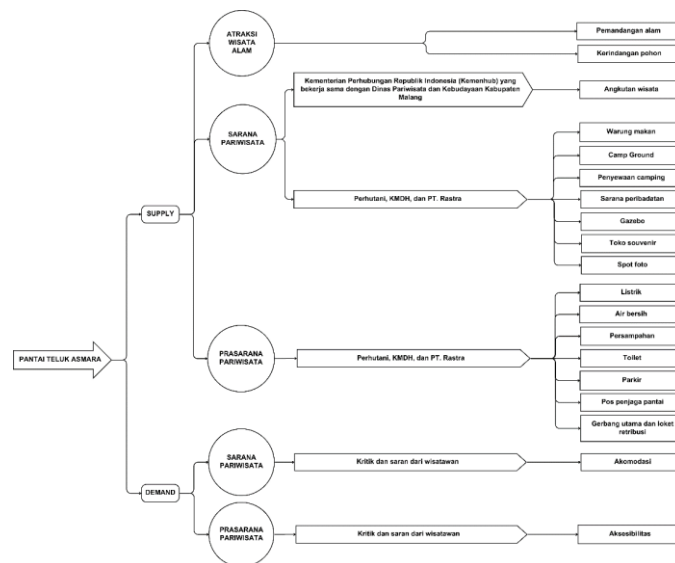 ATRAKSI
WISATA
ALAM
Pemandangan alam
Kerindangan pohon
Kementerian Perhubungan Republik Indonesia (Kemenhub) yang
bekerja sama dengan Dinas Pariwisata dan Kebudayaan Kabupaten
Malang
Angkutan wisata
SARANA
PARIWISATA
Warung makan
Camp Ground
Penyewaan camping
Perhutani, KMDH, dan PT. Rastra
Sarana peribadatan
Gazebo
Toko souvenir
Spot foto
SUPPLY
Listrik
Air bersih
Persampahan
PANTAI TELUK ASMARA
PRASARANA
PARIWISATA
Perhutani, KMDH, dan PT. Rastra
Toilet
Parkir
Pos penjaga pantai
Gerbang utama dan loket
retribusi
SARANA
PARIWISATA
Kritik dan saran dari wisatawan
Akomodasi
DEMAND
PRASARANA
PARIWISATA
Kritik dan saran dari wisatawan
Aksesibilitas